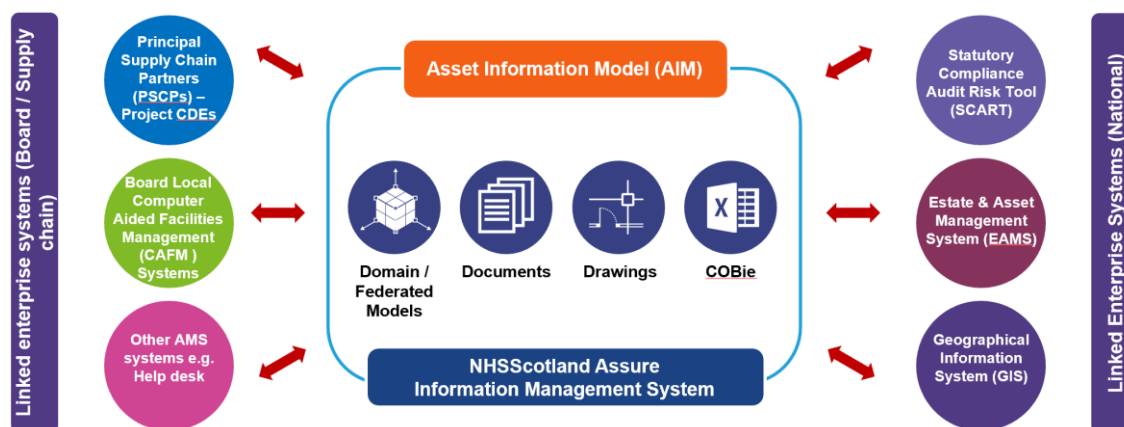 Linked enterprise systems (Board / Supply
chain)
Principal
Supply Chain
Partners
(PSCPs) –
Project CDEs
Board Local
Computer
Aided Facilities
Management
(CAFM )
Systems
Other AMS
systems e.g.
Help desk
Asset Information Model (AIM)
X
Domain /
Federated
Models
Documents
Drawings
COBie
NHSScotland Assure
Information Management System
Statutory
Compliance
Audit Risk Tool
(SCART)
Estate & Asset
Management
System (EAMS)
Geographical
Information
System (GIS)
Linked Enterprise Systems (National)